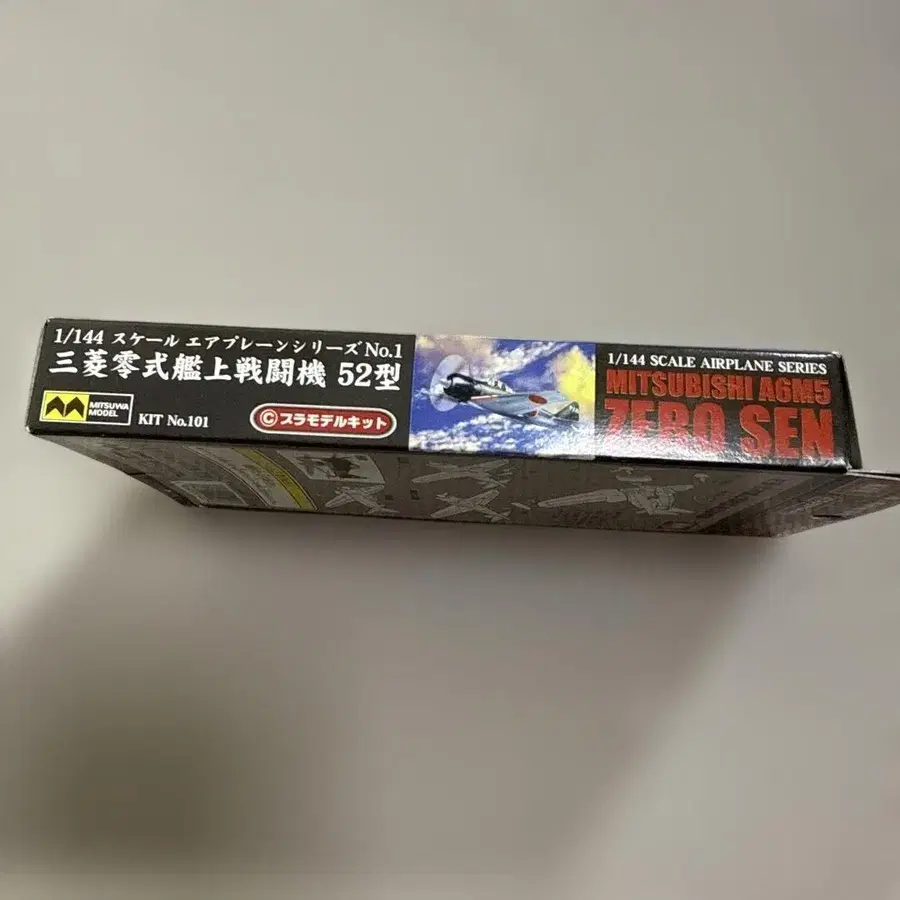 1/144 スケール エアプレーンシリーズ No.1
三菱零式艦上戦闘機 52型
MITSUWA
MODEL
KIT No.101
Ⓒプラモデルキット
1/144 SCALE AIRPLANE SERIES
MITSUBISHI A6M5
ZERO SEN